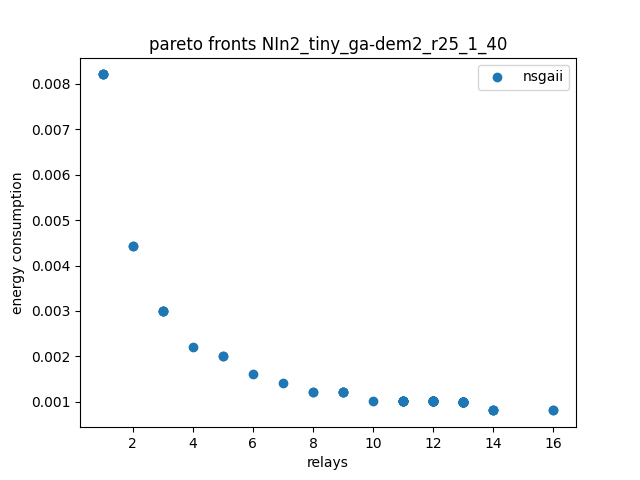 pareto fronts NIn2_tiny_ga-dem2_r25_1_40
nsgaii
energy consumption
0.008
0.007
0.006
0.005
0.004
0.003
0.002
0.001
2 4 6 8 10 12 14 16
relays